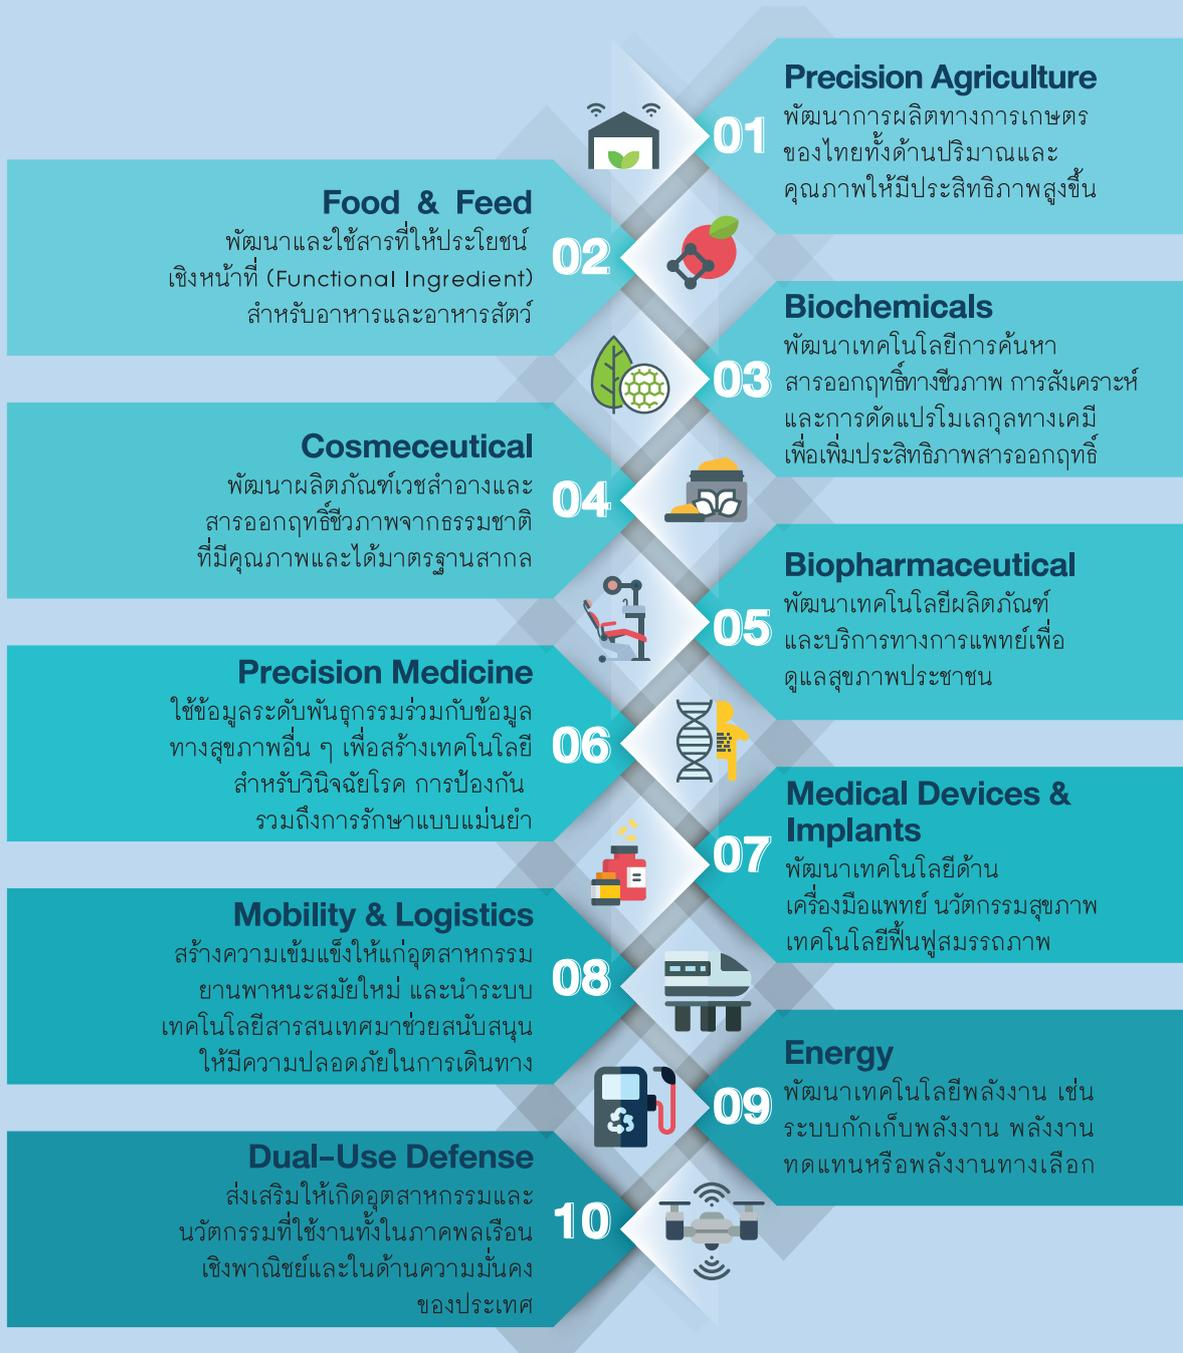 01
Precision Agriculture
พัฒนาการผลิตทางการเกษตร
ของไทยทั้งด้านปริมาณและ
คุณภาพให้มีประสิทธิภาพสูงขึ้น
Food & Feed
พัฒนาและใช้สารที่ให้ประโยชน์
เชิงหน้าที่ (Functional Ingredient)
สำหรับอาหารและอาหารสัตว์
02
03
Biochemicals
พัฒนาเทคโนโลยีการค้นหา
สารออกฤทธิ์ทางชีวภาพ การสังเคราะห์
และการดัดแปรโมเลกุลทางเคมี
เพื่อเพิ่มประสิทธิภาพสารออกฤทธิ์
Cosmeceutical
พัฒนาผลิตภัณฑ์เวชสำอางและ
สารออกฤทธิ์ชีวภาพจากธรรมชาติ
ที่มีคุณภาพและได้มาตรฐานสากล
04
05
Biopharmaceutical
พัฒนาเทคโนโลยีผลิตภัณฑ์
และบริการทางการแพทย์เพื่อ
ดูแลสุขภาพประชาชน
Precision Medicine
ใช้ข้อมูลระดับพันธุกรรมร่วมกับข้อมูล
ทางสุขภาพอื่น ๆ เพื่อสร้างเทคโนโลยี
สำหรับวินิจฉัยโรค การป้องกัน
รวมถึงการรักษาแบบแม่นยำ
06
07
Medical Devices &
Implants
พัฒนาเทคโนโลยีด้าน
เครื่องมือแพทย์ นวัตกรรมสุขภาพ
เทคโนโลยีฟื้นฟูสมรรถภาพ
Mobility & Logistics
สร้างความเข้มแข็งให้แก่อุตสาหกรรม
ยานพาหนะสมัยใหม่ และนำระบบ
เทคโนโลยีสารสนเทศมาช่วยสนับสนุน
ให้มีความปลอดภัยในการเดินทาง
08
09
Energy
พัฒนาเทคโนโลยีพลังงาน เช่น
ระบบกักเก็บพลังงาน พลังงาน
ทดแทนหรือพลังงานทางเลือก
Dual-Use Defense
ส่งเสริมให้เกิดอุตสาหกรรมและ
นวัตกรรมที่ใช้งานทั้งในภาคพลเรือน
เชิงพาณิชย์และในด้านความมั่นคง
ของประเทศ
10